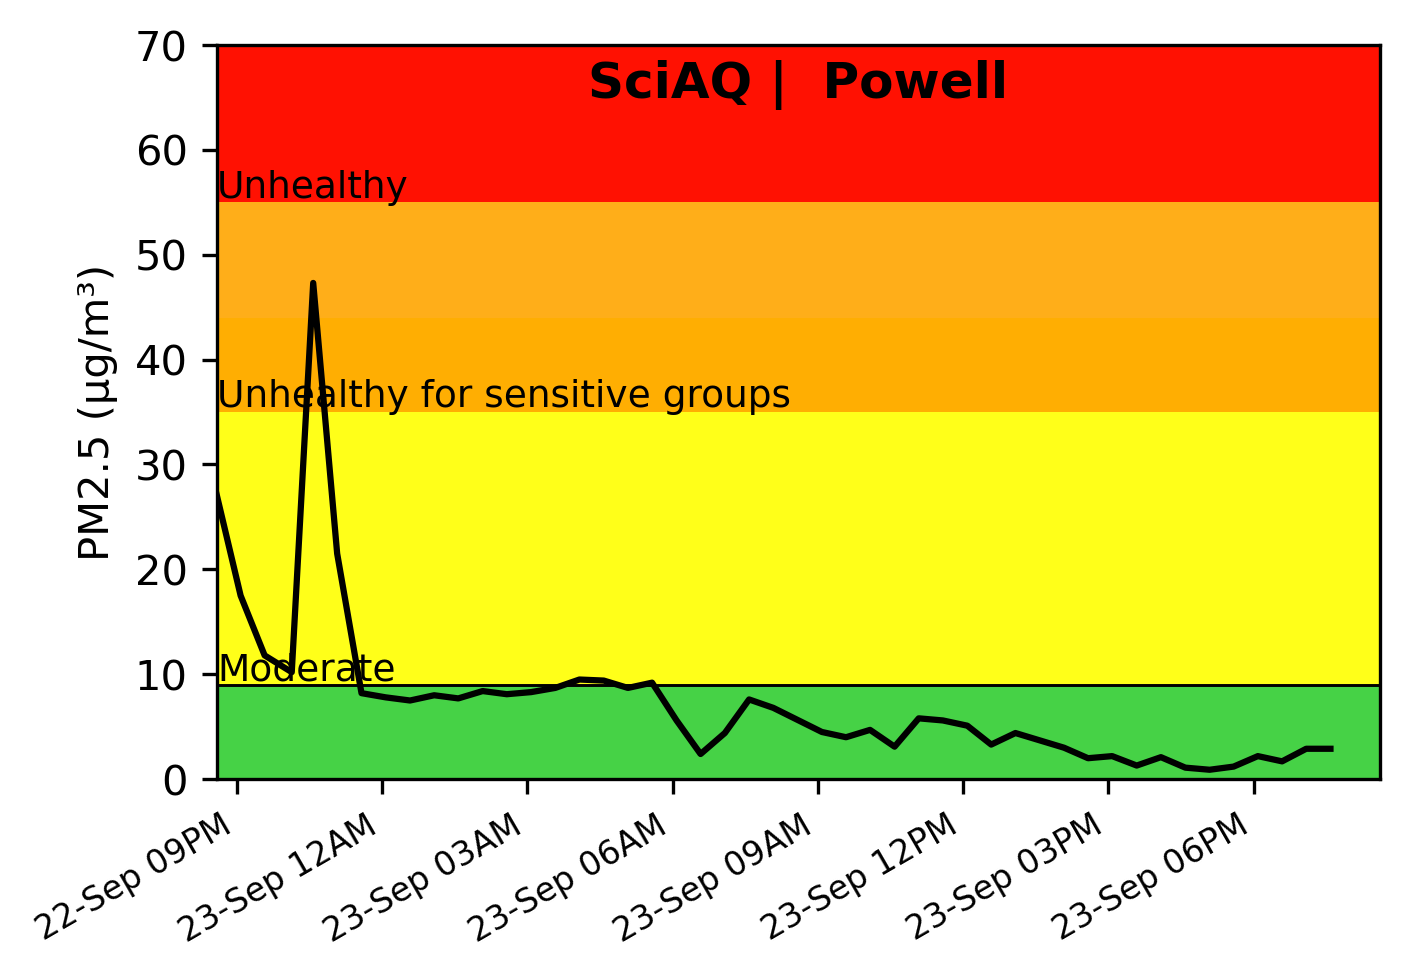 SciAQ | Powell
70
60
50
40
30
20
10
0
PM2.5 (µg/m³)
Unhealthy
Unhealthy for sensitive groups
Moderate
22-Sep 09PM
23-Sep 12AM
23-Sep 03AM
23-Sep 06AM
23-Sep 09AM
23-Sep 12PM
23-Sep 03PM
23-Sep 06PM